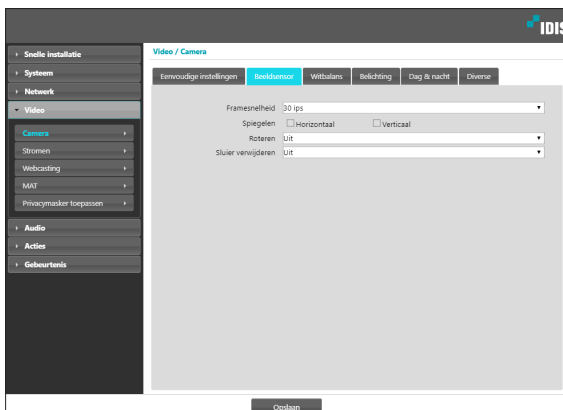 IDIS
Snelle installatie
Systeem
Netwerk
Video
Camera
Stromen
Webcasting
MAT
Privacymasker toepassen
Audio
Acties
Gebeurtenis
Video / Camera
Eenvoudige instellingen Beeldsensor Witbalans Belichting Dag & nacht Diverse
Framesnelheid 30 ips
Spiegelen Horizontaal Verticaal
Roteren Uit
Sluier verwijderen Uit
Opslaan